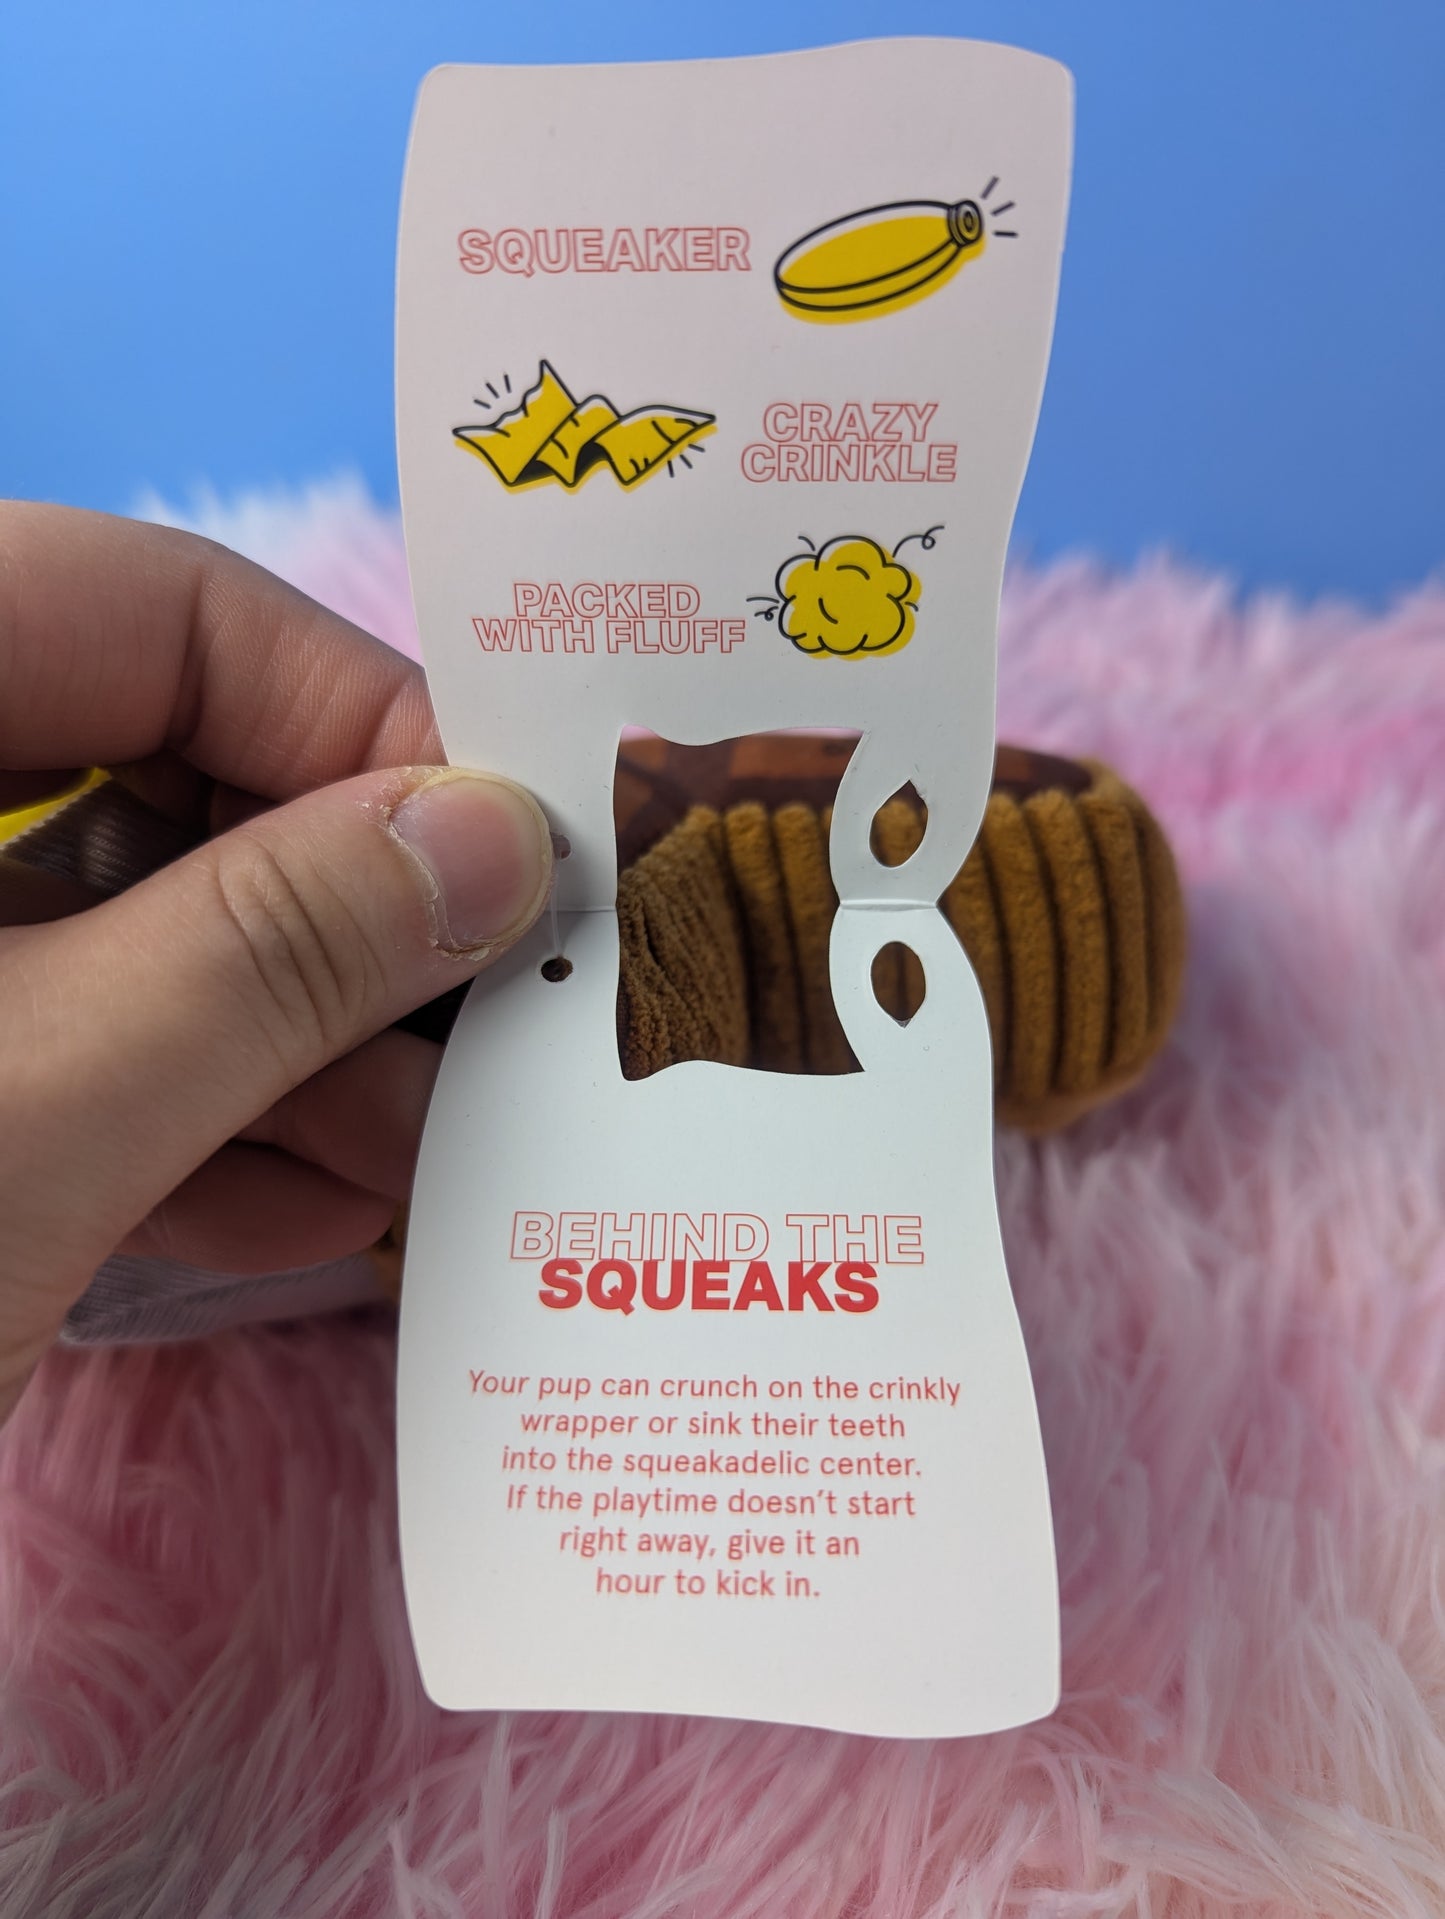 SQUEAKER
CRAZY
CRINKLE
PACKED
WITH FLUFF
BEHIND THE
SQUEAKS
Your pup can crunch on the crinkly
wrapper or sink their teeth
into the squeakadelic center.
If the playtime doesn't start
right away, give it an
hour to kick in.